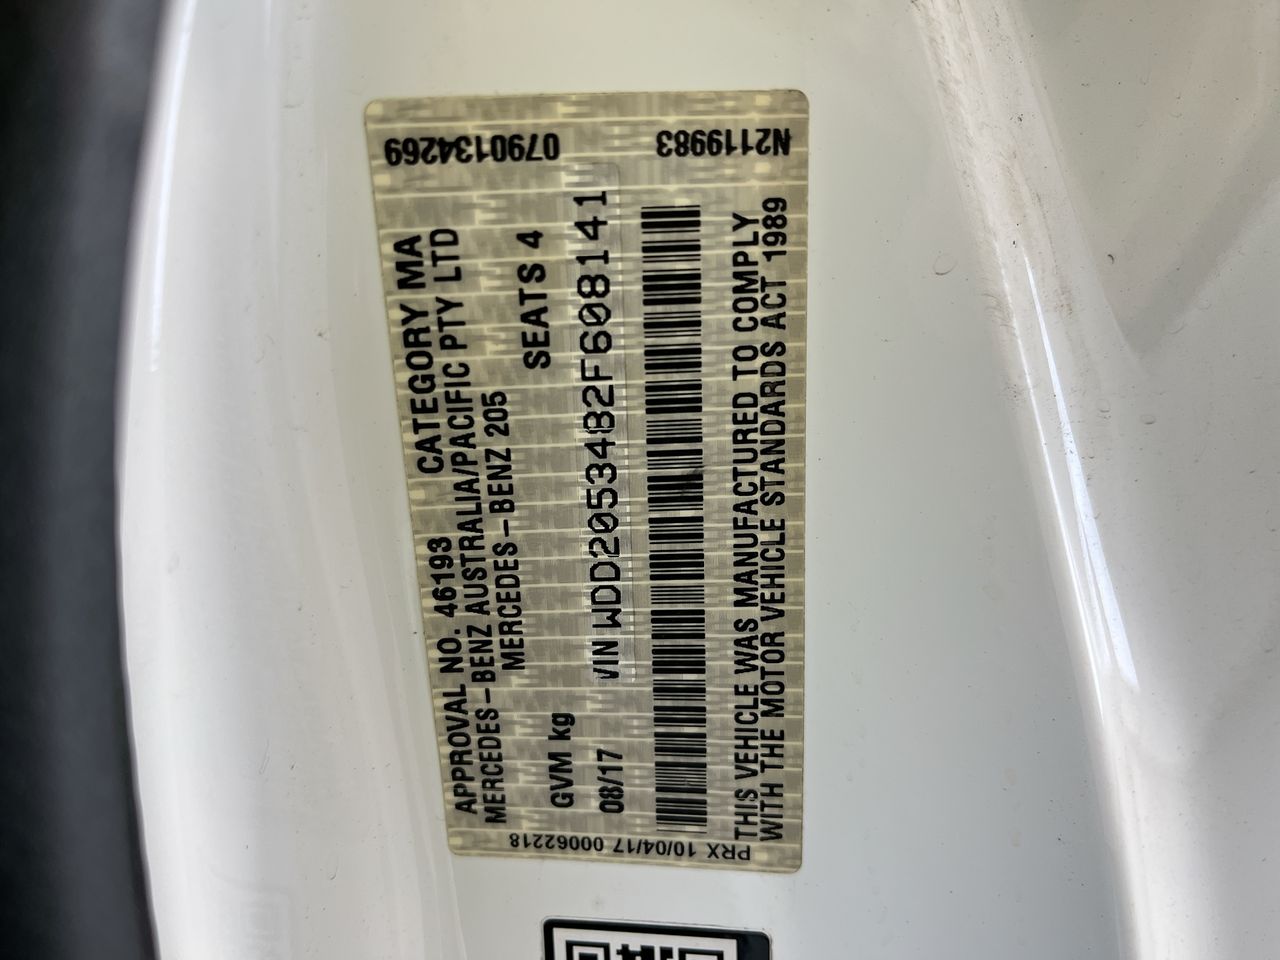 APPROVAL NO. 46193 CATEGORY MA
MERCEDES-BENZ AUSTRALIA/PACIFIC PTY LTD
MERCEDES-BENZ 205
GVM kg SEATS 4
08/17 VIN WDD2053482F608141
THIS VEHICLE WAS MANUFACTURED TO COMPLY
WITH THE MOTOR VEHICLE STANDARDS ACT 1989
0790134269
N2119983
PRX 10/04/17 00062218